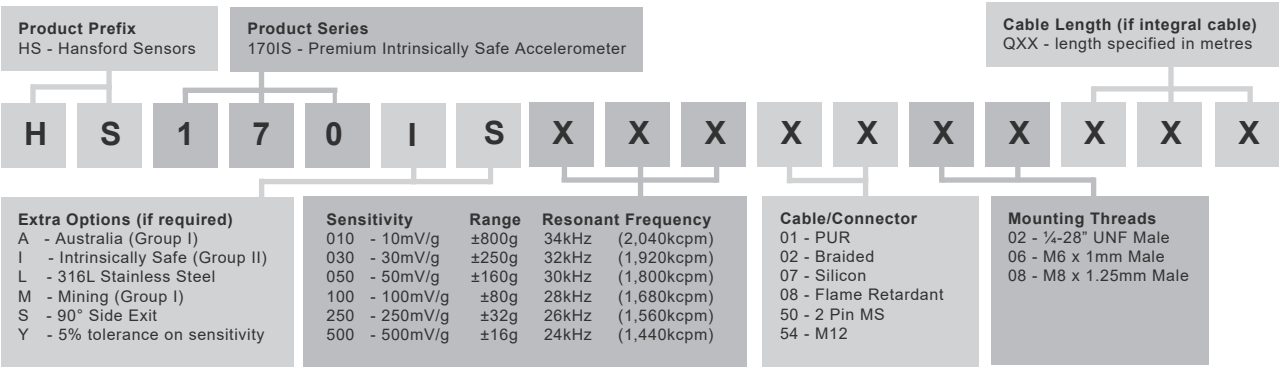 Product Prefix
HS - Hansford Sensors
Product Series
170IS - Premium Intrinsically Safe Accelerometer
Cable Length (if integral cable)
QXX - length specified in metres
H S 1 7 0 I S X X X X X X X X X X
Extra Options (if required)
A - Australia (Group I)
I - Intrinsically Safe (Group II)
L - 316L Stainless Steel
M - Mining (Group I)
S - 90° Side Exit
Y - 5% tolerance on sensitivity
Sensitivity Range Resonant Frequency
010 - 10mV/g ±800g 34kHz (2,040kcpm)
030 - 30mV/g ±250g 32kHz (1,920kcpm)
050 - 50mV/g ±160g 30kHz (1,800kcpm)
100 - 100mV/g ±80g 28kHz (1,680kcpm)
250 - 250mV/g ±32g 26kHz (1,560kcpm)
500 - 500mV/g ±16g 24kHz (1,440kcpm)
Cable/Connector
01 - PUR
02 - Braided
07 - Silicon
08 - Flame Retardant
50 - 2 Pin MS
54 - M12
Mounting Threads
02 - ¼-28” UNF Male
06 - M6 x 1mm Male
08 - M8 x 1.25mm Male